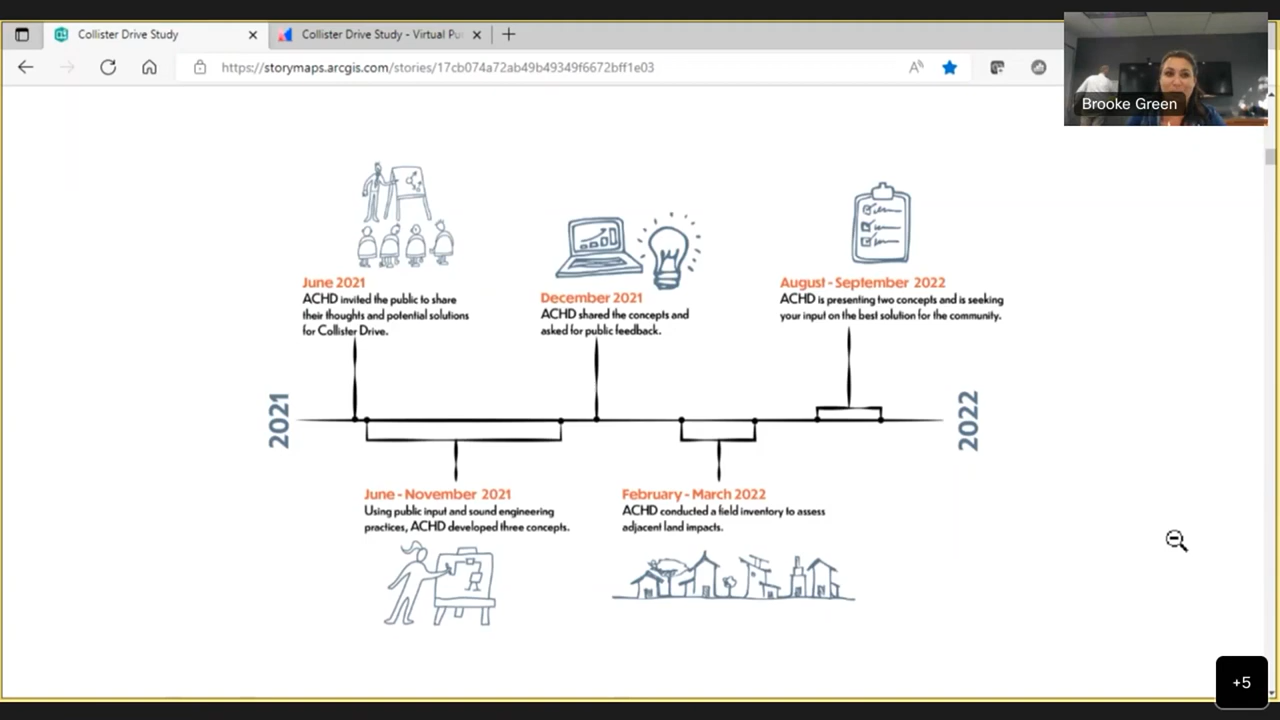 Collister Drive Study
Collister Drive Study - Virtual Pu
https://storymaps.arcgis.com/stories/17cb074a72ab49b49349f6672bff1e03
Brooke Green
June 2021
ACHD invited the public to share
their thoughts and potential solutions
for Collister Drive.
December 2021
ACHD shared the concepts and
asked for public feedback.
August - September 2022
ACHD is presenting two concepts and is seeking
your input on the best solution for the community.
2021
2022
June - November 2021
Using public input and sound engineering
practices, ACHD developed three concepts.
February - March 2022
ACHD conducted a field inventory to assess
adjacent land impacts.
+5